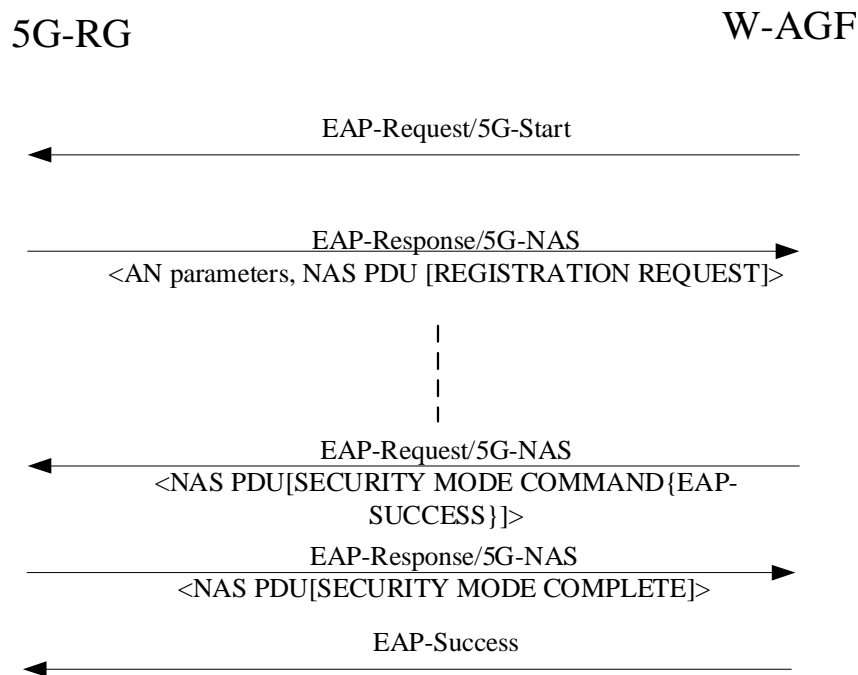 5G-RG
W-AGF
EAP-Request/5G-Start
EAP-Response/5G-NAS
<AN parameters, NAS PDU [REGISTRATION REQUEST]>
EAP-Request/5G-NAS
<NAS PDU[SECURITY MODE COMMAND{EAP-
SUCCESS}]>
EAP-Response/5G-NAS
<NAS PDU[SECURITY MODE COMPLETE]>
EAP-Success